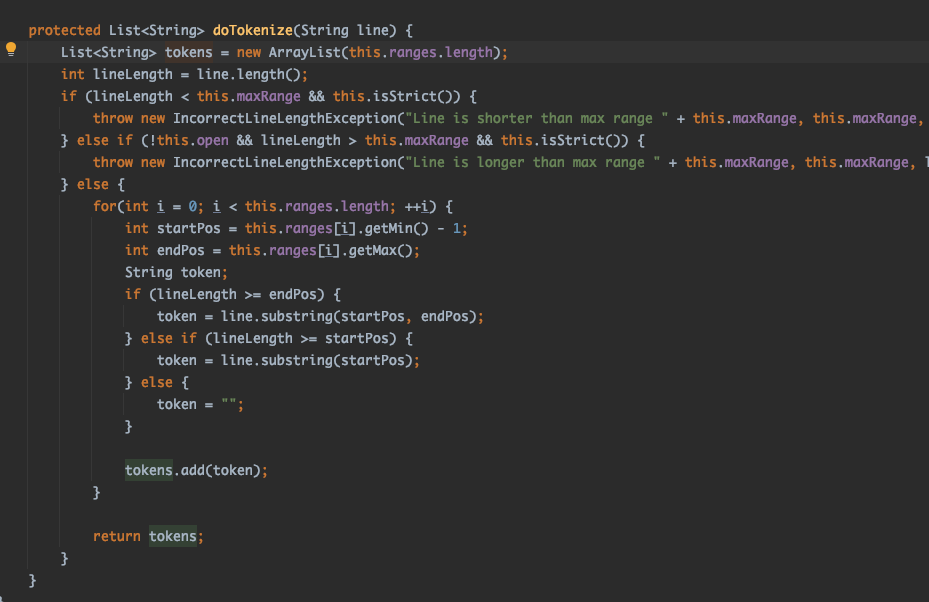 protected List<String> doTokenize(String line) {
List<String> tokens = new ArrayList(this.ranges.length);
int lineLength = line.length();
if (lineLength < this.maxRange && this.isStrict()) {
throw new IncorrectLineLengthException("Line is shorter than max range " + this.maxRange, this.maxRange,
} else if (!this.open && lineLength > this.maxRange && this.isStrict()) {
throw new IncorrectLineLengthException("Line is longer than max range " + this.maxRange, this.maxRange,
} else {
for(int i = 0; i < this.ranges.length; ++i) {
int startPos = this.ranges[i].getMin() - 1;
int endPos = this.ranges[i].getMax();
String token;
if (lineLength >= endPos) {
token = line.substring(startPos, endPos);
} else if (lineLength >= startPos) {
token = line.substring(startPos);
} else {
token = "";
}
tokens.add(token);
}
return tokens;
}
}